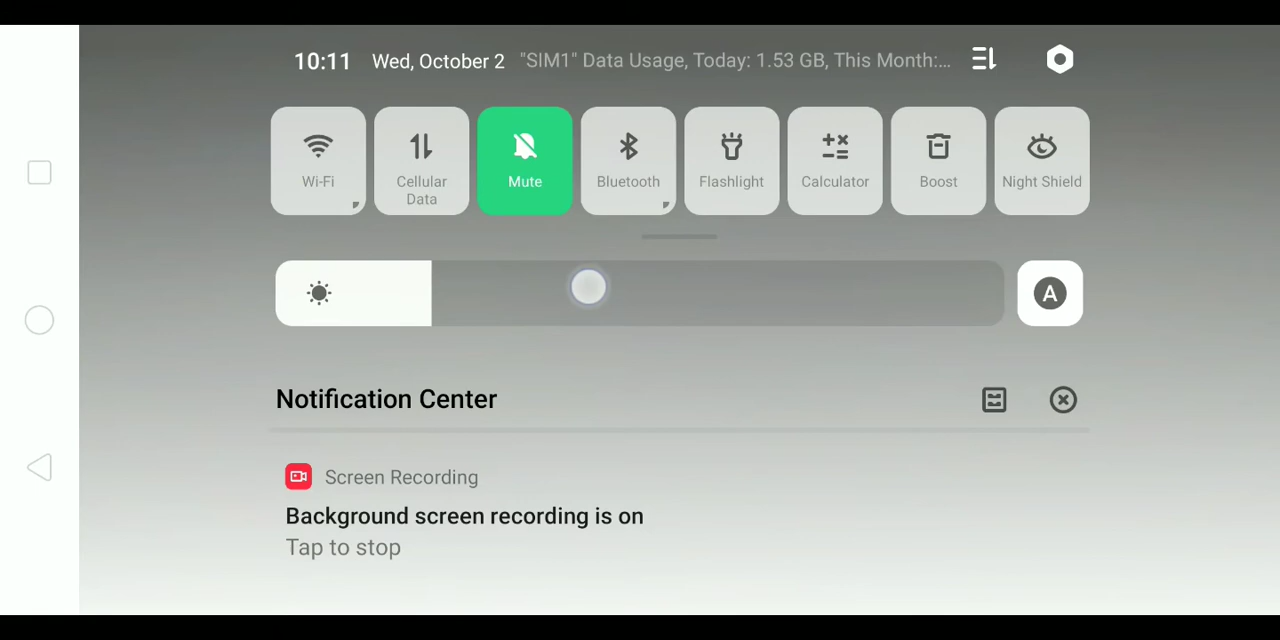 10:11 Wed, October 2 "SIM1" Data Usage, Today: 1.53 GB, This Month:...
Wi-Fi
Cellular
Data
Mute
Bluetooth
Flashlight
Calculator
Boost
Night Shield
A
Notification Center
Screen Recording
Background screen recording is on
Tap to stop